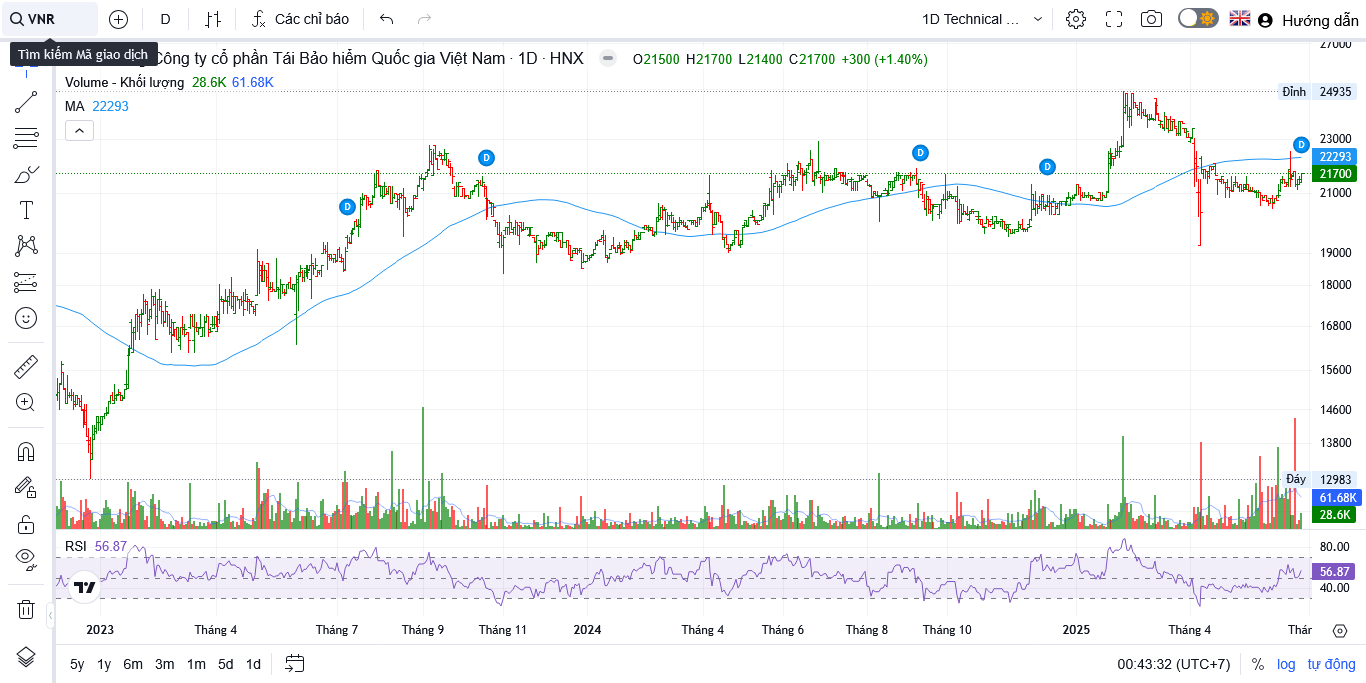 VNR
D
Các chỉ báo
1D Technical ...
Hướng dẫn
Tìm kiếm Mã giao dịch
Công ty cổ phần Tái Bảo hiểm Quốc gia Việt Nam · 1D · HNX
O21500 H21700 L21400 C21700 +300 (+1.40%)
Volume - Khối lượng 28.6K 61.68K
MA 22293
27000
Đỉnh 24935
23000
D D D D D
22293
21700
21000
19000
18000
16800
15600
14600
13800
Đáy 12983
61.68K
28.6K
RSI 56.87
80.00
56.87
40.00
2023 Tháng 4 Tháng 7 Tháng 9 Tháng 11 2024 Tháng 4 Tháng 6 Tháng 8 Tháng 10 2025 Tháng 4 Thár
5y 1y 6m 3m 1m 5d 1d
00:43:32 (UTC+7) % log tự động